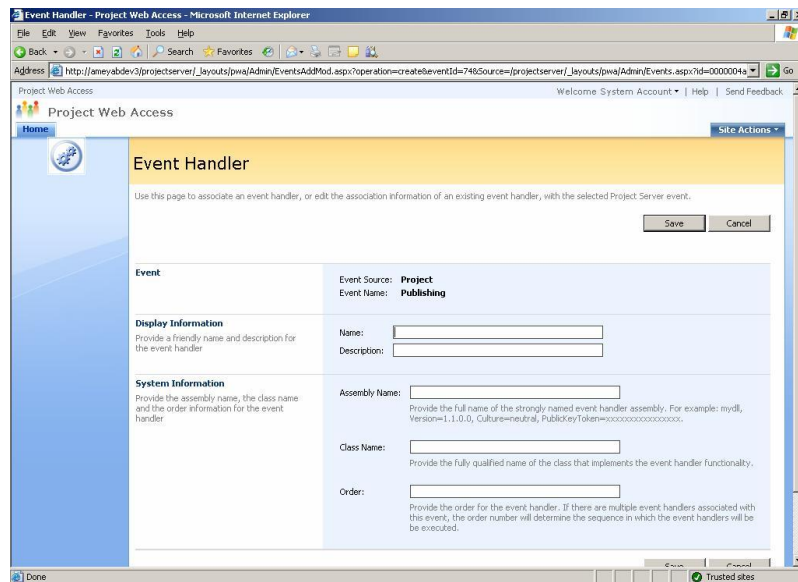 Event Handler - Project Web Access - Microsoft Internet Explorer
File Edit View Favorites Tools Help
Back Search Favorites
Address http://ameyabdev3/projectserver/_layouts/pwa/Admin/EventsAddMod.aspx?operation=create&eventId=74&Source=/projectserver/_layouts/pwa/Admin/Events.aspx?id=0000004a Go
Project Web Access Welcome System Account | Help | Send Feedback
Project Web Access
Home Site Actions
Event Handler
Use this page to associate an event handler, or edit the association information of an existing event handler, with the selected Project Server event.
Save Cancel
Event
Event Source: Project
Event Name: Publishing
Display Information
Provide a friendly name and description for
the event handler
Name:
Description:
System Information
Provide the assembly name, the class name
and the order information for the event
handler
Assembly Name:
Provide the full name of the strongly named event handler assembly. For example: mydll,
Version=1.1.0.0, Culture=neutral, PublicKeyToken=xxxxxxxxxxxxxxxx.
Class Name:
Provide the fully qualified name of the class that implements the event handler functionality.
Order:
Provide the order for the event handler. If there are multiple event handlers associated with
this event, the order number will determine the sequence in which the event handlers will be
be executed.
Save Cancel
Done Trusted sites